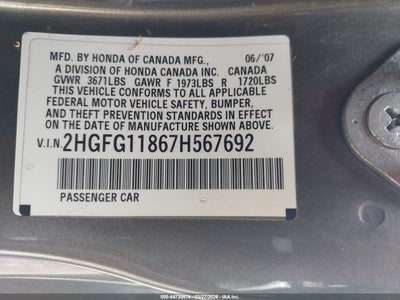 MFD. BY HONDA OF CANADA MFG., 06/'07
A DIVISION OF HONDA CANADA INC. CANADA
GVWR 3671LBS GAWR F 1973LBS R 1720LBS
THIS VEHICLE CONFORMS TO ALL APPLICABLE
FEDERAL MOTOR VEHICLE SAFETY, BUMPER,
AND THEFT PREVENTION STANDARDS IN EFFECT
ON THE DATE OF MANUFACTURE SHOWN ABOVE.
V.I.N. 2HGFG11867H567692
PASSENGER CAR